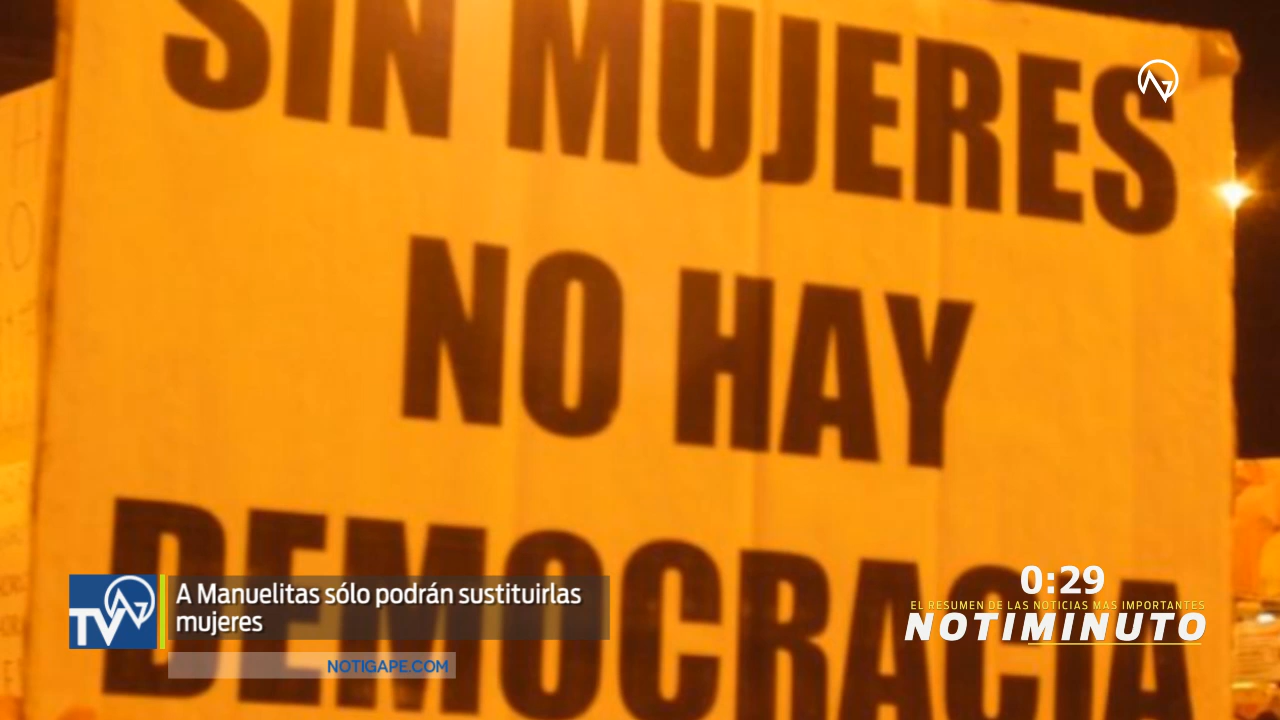 SIN MUJERES
NO HAY
DEMOCRACIA
A Manuelitas sólo podrán sustituirlas
mujeres
TV
NOTIGAPE.COM
0:29
EL RESUMEN DE LAS NOTICIAS MAS IMPORTANTES
NOTIMINUTO